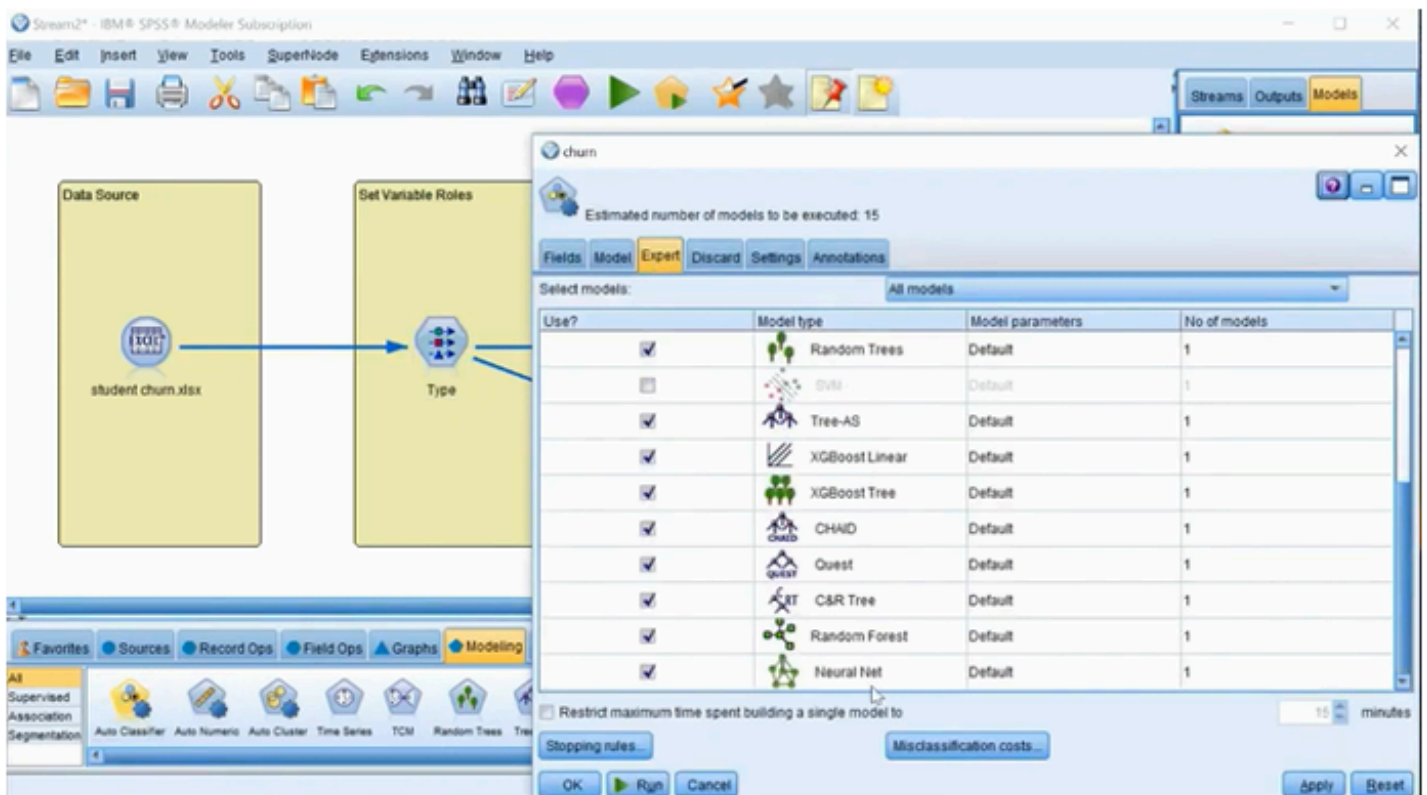 Stream2* - IBM® SPSS® Modeler Subscription
File Edit Insert View Tools SuperNode Extensions Window Help
Streams Outputs Models
Data Source
Set Variable Roles
student churn.xlsx
Type
churn
Estimated number of models to be executed: 15
Fields Model Expert Discard Settings Annotations
Select models: All models
Use? Model type Model parameters No of models
Random Trees Default 1
SVM Default 1
Tree-AS Default 1
XGBoost Linear Default 1
XGBoost Tree Default 1
CHAID CHAID Default 1
QUEST Quest Default 1
C&RT C&R Tree Default 1
Random Forest Default 1
Neural Net Default 1
Restrict maximum time spent building a single model to 15 minutes
Stopping rules... Misclassification costs...
OK Run Cancel Apply Reset
Favorites Sources Record Ops Field Ops Graphs Modeling
All
Supervised
Association
Segmentation
Auto Classifier Auto Numeric Auto Cluster Time Series TCM Random Trees Tree